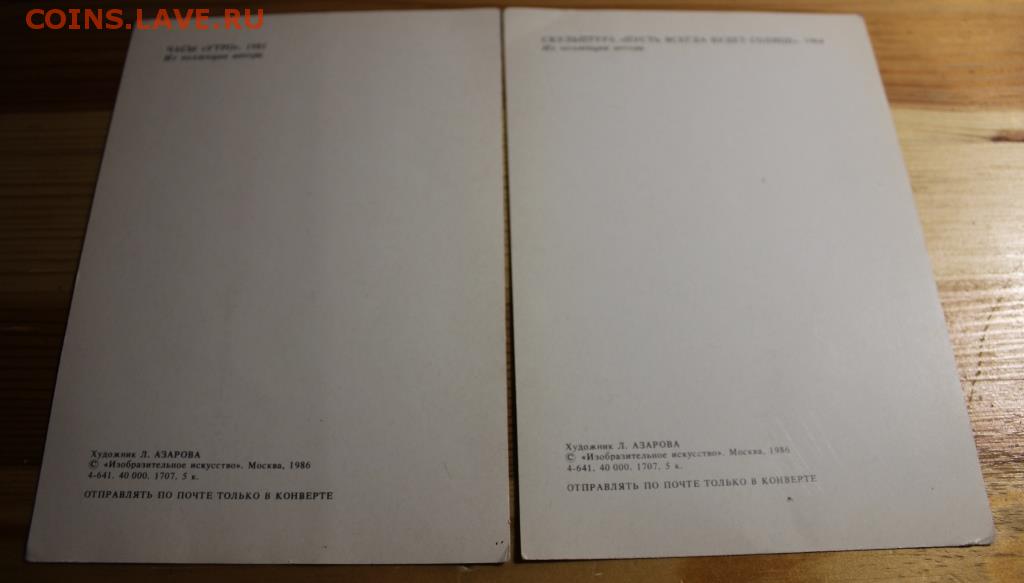 COINS.LAVE.RU
ЧАСЫ «УТРО». 1981
Из коллекции автора
Художник Л. АЗАРОВА
© «Изобразительное искусство». Москва, 1986
4-641. 40 000. 1707. 5 к.
ОТПРАВЛЯТЬ ПО ПОЧТЕ ТОЛЬКО В КОНВЕРТЕ
СКУЛЬПТУРА «ПУСТЬ ВСЕГДА БУДЕТ СОЛНЦЕ».
Из коллекции автора
Художник Л. АЗАРОВА
© «Изобразительное искусство». Москва, 1986
4-641. 40 000. 1707. 5 к.
ОТПРАВЛЯТЬ ПО ПОЧТЕ ТОЛЬКО В КОНВЕРТЕ